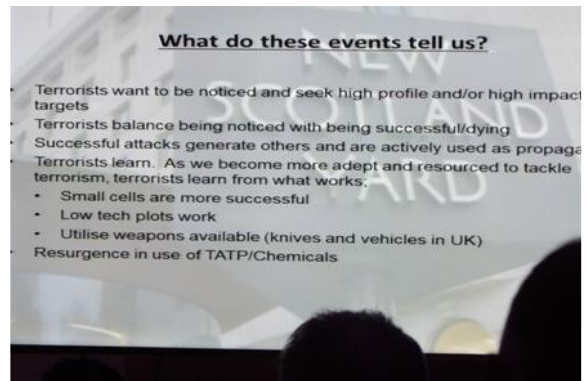 What do these events tell us?
NEW
SCOTLAND
YARD
Terrorists want to be noticed and seek high profile and/or high impact
targets
Terrorists balance being noticed with being successful/dying
Successful attacks generate others and are actively used as
Terrorists learn. As we become more adept and resourced to tackle
terrorism, terrorists learn from what works;
• Small cells are more successful
• Low tech plots work
• Utilise weapons available (knives and vehicles in UK)
Resurgence in use of TATP/Chemicals